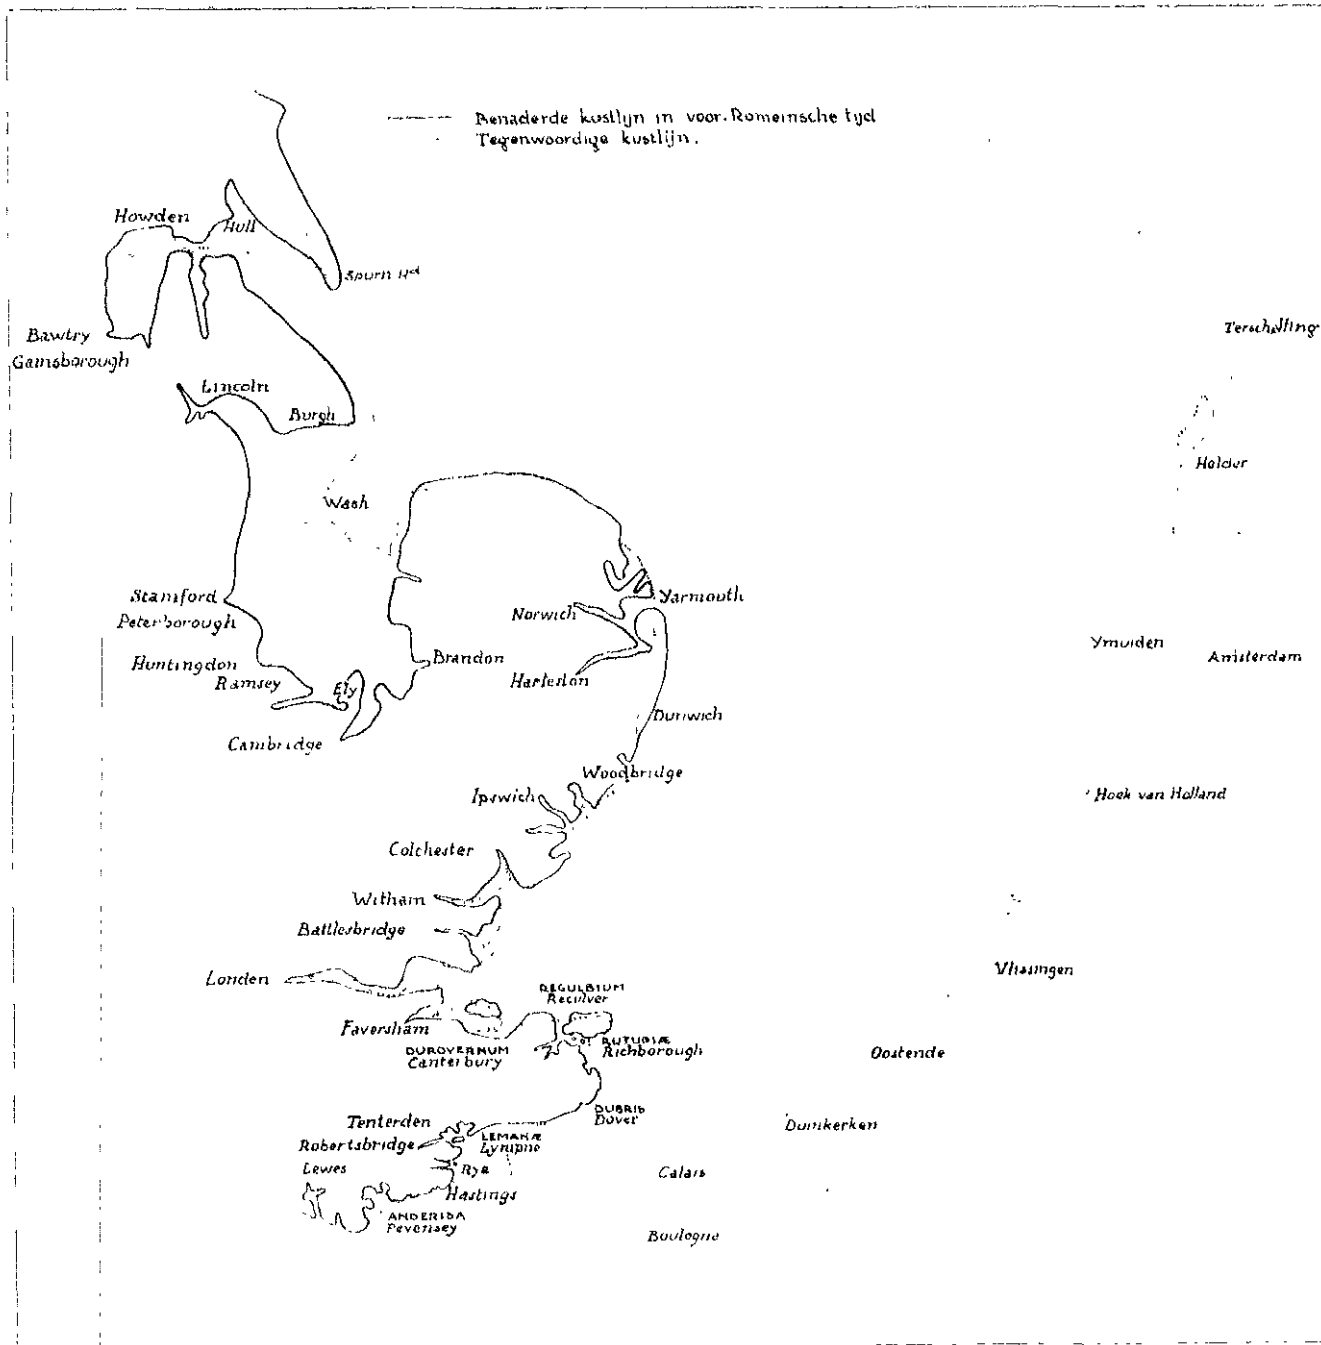 Benaderde kustlijn in voor-Romeinsche tijd
Tegenwoordige kustlijn.
Howden
Hull
Spurn Hd
Bawtry
Gainsborough
Terschelling
Lincoln
Burgh
Helder
Wash
Stamford
Peterborough
Norwich
Yarmouth
Huntingdon
Ramsey
Ely
Brandon
Harleston
Ymuiden
Amsterdam
Cambridge
Dunwich
Woodbridge
Ipswich
Hoek van Holland
Colchester
Witham
Battlesbridge
Londen
Vlissingen
REGULBIUM
Reculver
Faversham
DUROVERNUM
Canterbury
RUTUPIÆ
Richborough
Oostende
DUBRIS
Dover
Duinkerken
Tenterden
Robertsbridge
LEMANÆ
Lympne
Lewes
Rye
Calais
Hastings
ANDERIDA
Pevensey
Boulogne